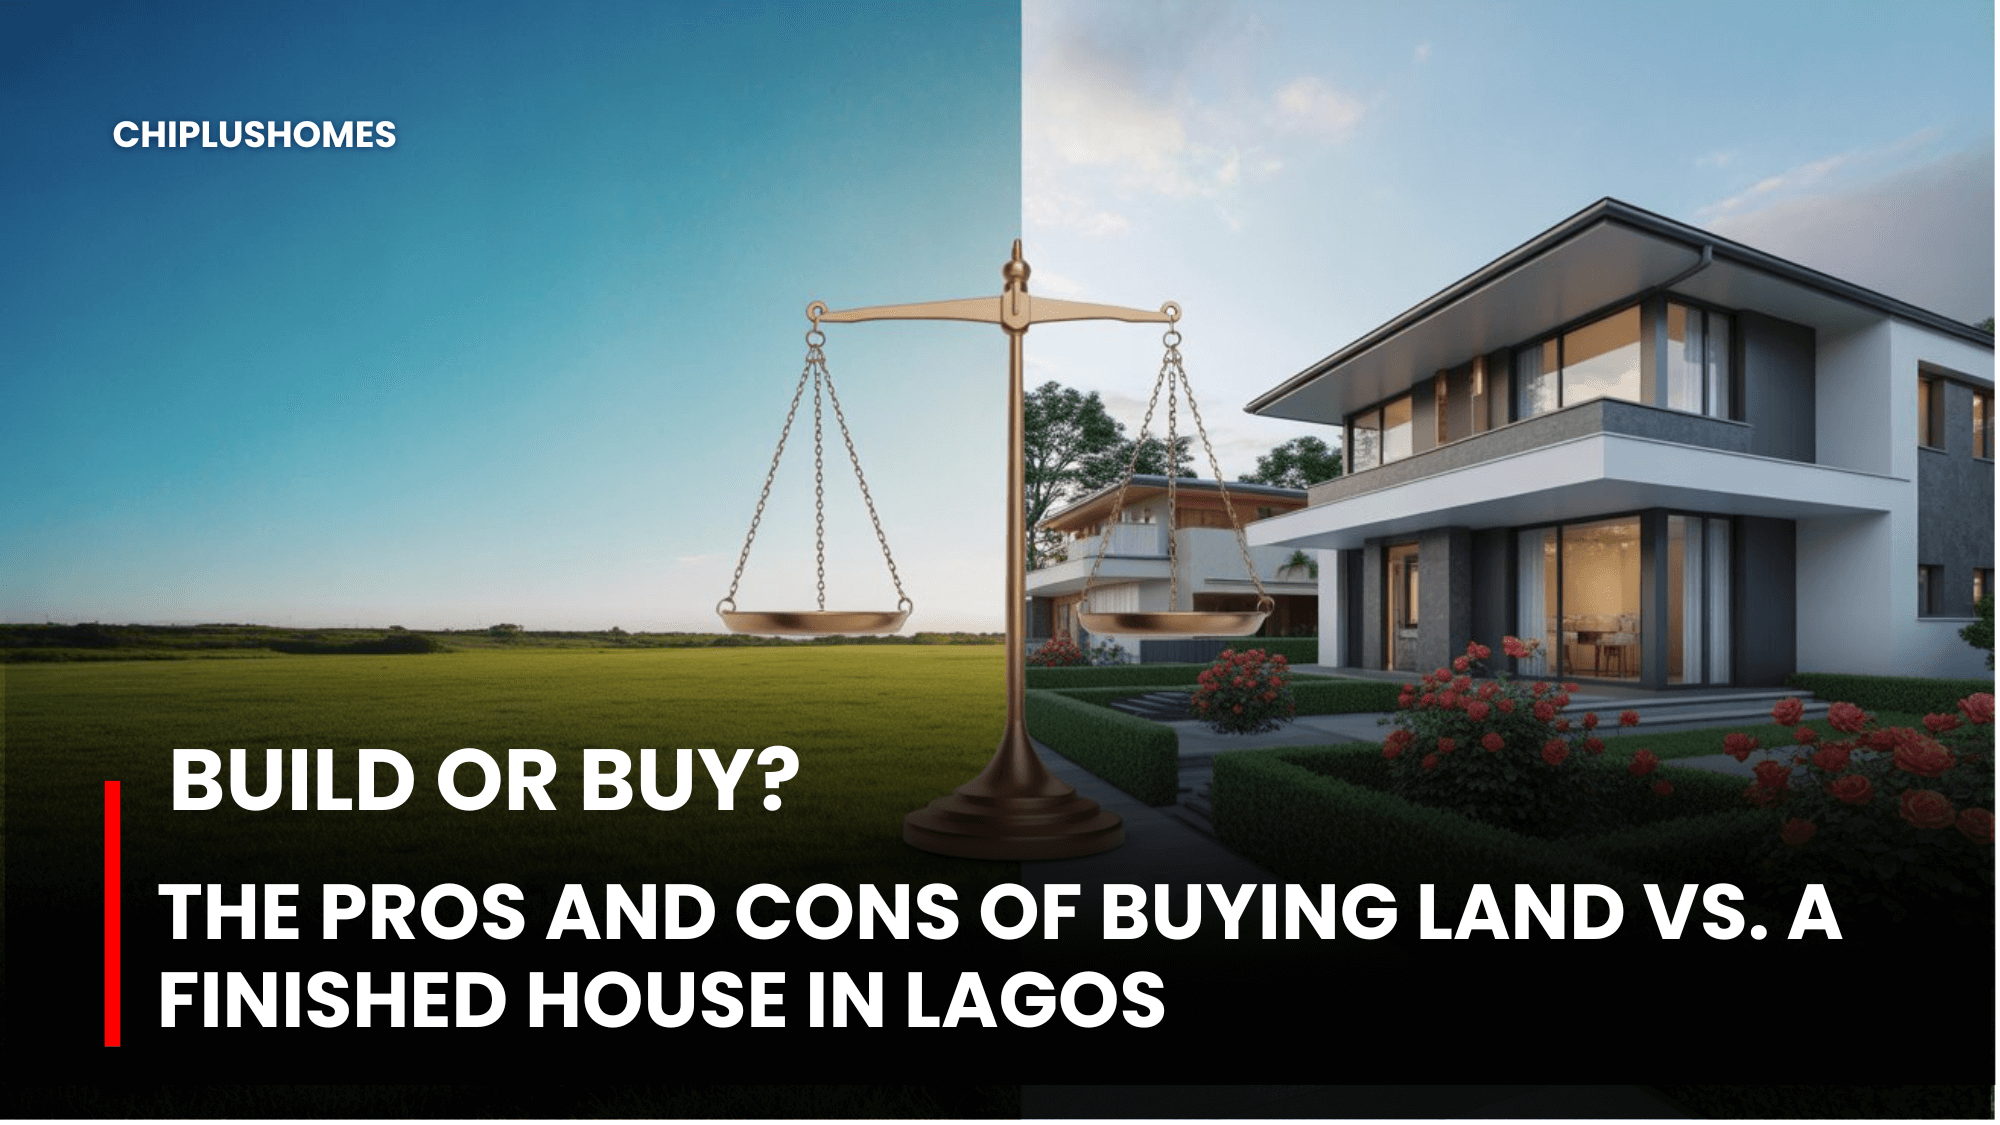 CHIPLUSHOMES
BUILD OR BUY?
THE PROS AND CONS OF BUYING LAND VS. A
FINISHED HOUSE IN LAGOS